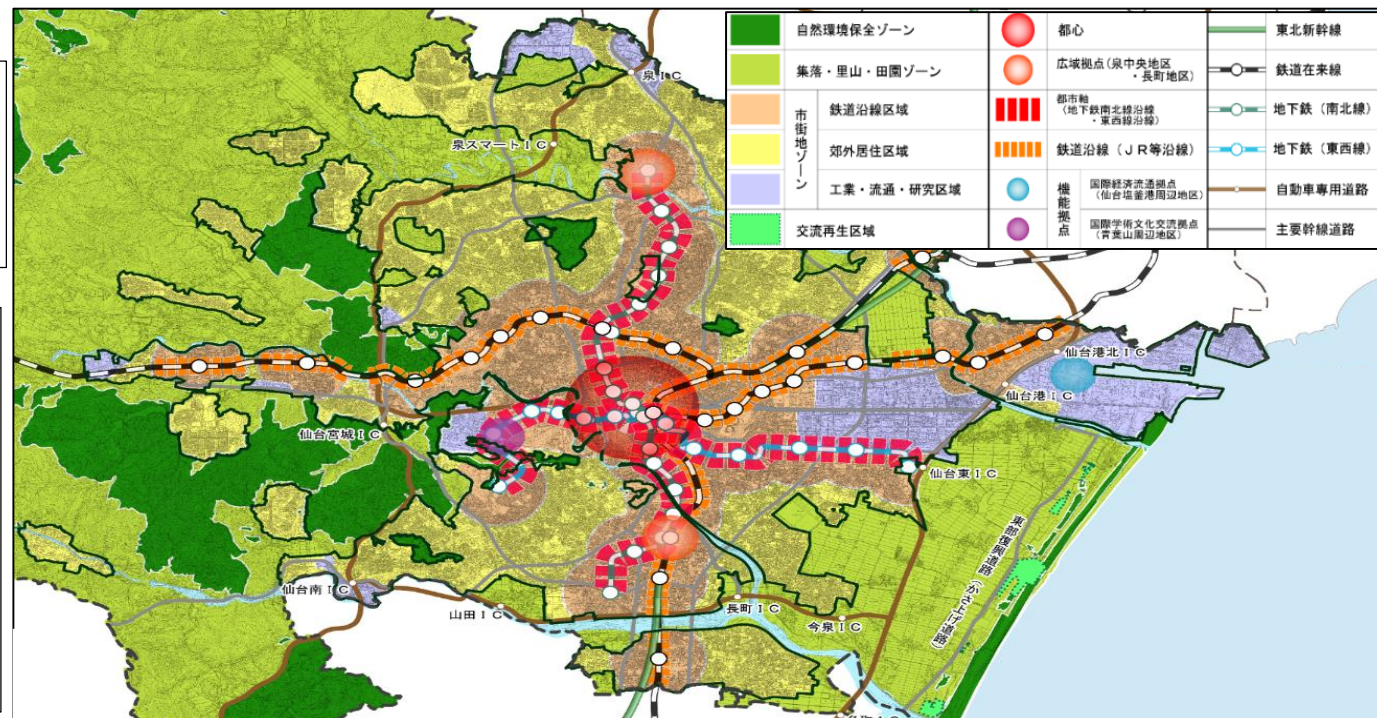 自然環境保全ゾーン
集落・里山・田園ゾーン
市街地ゾーン
鉄道沿線区域
郊外居住区域
工業・流通・研究区域
交流再生区域
都心
広域拠点(泉中央地区
・長町地区)
都市軸
(地下鉄南北線沿線
・東西線沿線)
鉄道沿線(JR等沿線)
機能拠点
国際経済流通拠点
(仙台塩釜港周辺地区)
国際学術文化交流拠点
(青葉山周辺地区)
東北新幹線
鉄道在来線
地下鉄(南北線)
地下鉄(東西線)
自動車専用道路
主要幹線道路
泉IC
泉スマートIC
仙台港北IC
仙台港IC
仙台宮城IC
仙台東IC
東部復興道路(かさ上げ道路)
仙台南IC
山田IC
長町IC
今泉IC